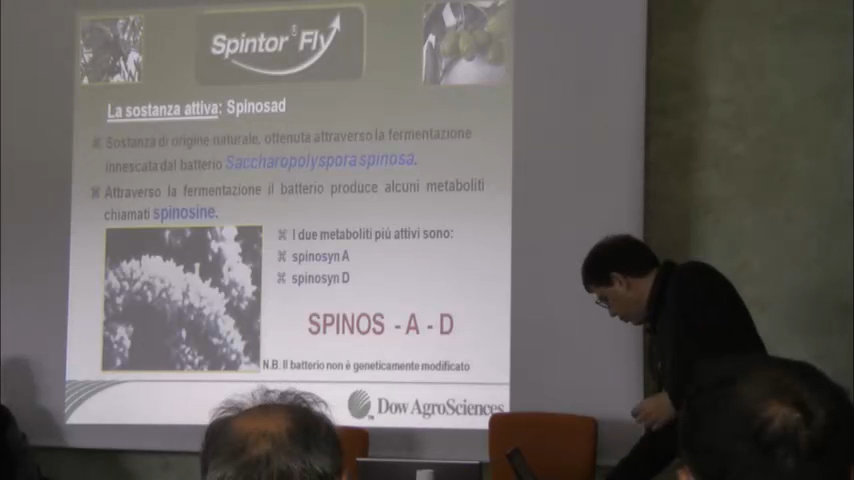 Spintor® Fly
La sostanza attiva: Spinosad
⌘ Sostanza di origine naturale, ottenuta attraverso la fermentazione
innescata dal batterio Saccharopolyspora spinosa.
⌘ Attraverso la fermentazione il batterio produce alcuni metaboliti
chiamati spinosine.
⌘ I due metaboliti più attivi sono:
⌘ spinosyn A
⌘ spinosyn D
SPINOS - A - D
N.B. Il batterio non è geneticamente modificato
™ Dow AgroSciences